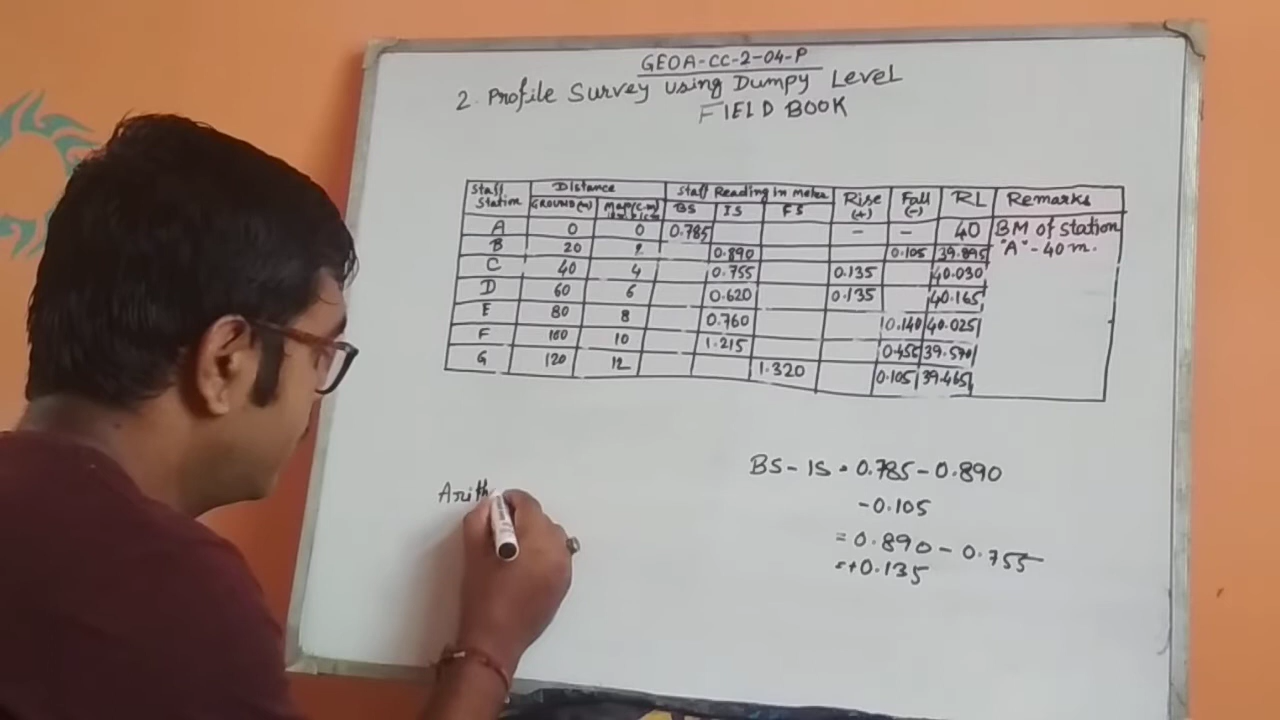 GEOA-CC-2-04-P
2. Profile Survey using Dumpy Level
FIELD BOOK
Staff Station Distance Staff Reading In Meter Rise (+) Fall (-) RL Remarks
GROUND(m) Map(c.m) BS IS FS
A 0 0 0.785 - - 40 BM of Station
B 20 2 0.890 0.105 39.895 "A" - 40 m.
C 40 4 0.755 0.135 40.030
D 60 6 0.620 0.135 40.165
E 80 8 0.760 0.140 40.025
F 100 10 1.215 0.455 39.570
G 120 12 1.320 0.105 39.465
BS - IS = 0.785 - 0.890
Arith
-0.105
= 0.890 - 0.755
= +0.135